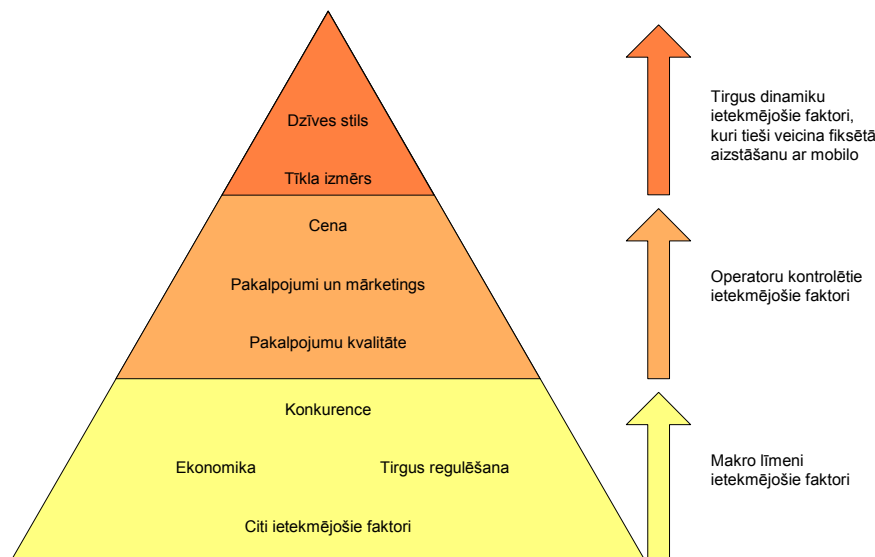 Dzīves stils
Tīkla izmērs
Tirgus dinamiku
ietekmējošie faktori,
kuri tieši veicina fiksētā
aizstāšanu ar mobilo
Cena
Pakalpojumi un mārketings
Pakalpojumu kvalitāte
Operatoru kontrolētie
ietekmējošie faktori
Konkurence
Ekonomika
Tirgus regulēšana
Citi ietekmējošie faktori
Makro līmeni
ietekmējošie faktori